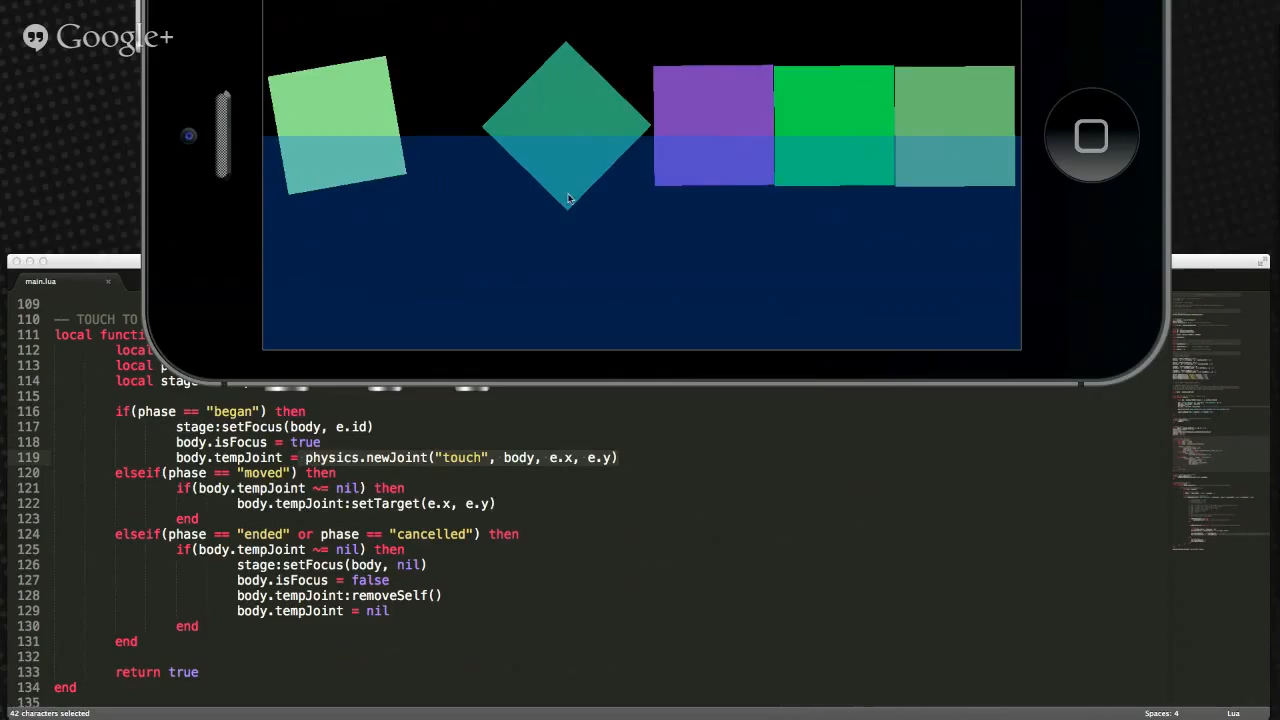 Google+
main.lua ×
109
110 -- TOUCH TO
111 local functi
112 local
113 local p
114 local stage
115
116 if(phase == "began") then
117 stage:setFocus(body, e.id)
118 body.isFocus = true
119 body.tempJoint = physics.newJoint("touch", body, e.x, e.y)
120 elseif(phase == "moved") then
121 if(body.tempJoint ~= nil) then
122 body.tempJoint:setTarget(e.x, e.y)
123 end
124 elseif(phase == "ended" or phase == "cancelled") then
125 if(body.tempJoint ~= nil) then
126 stage:setFocus(body, nil)
127 body.isFocus = false
128 body.tempJoint:removeSelf()
129 body.tempJoint = nil
130 end
131 end
132
133 return true
134 end
135
42 characters selected Spaces: 4 Lua